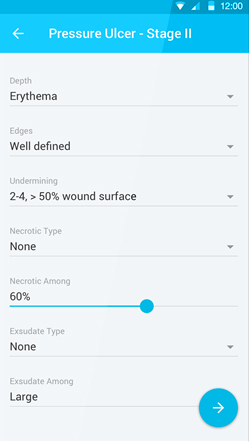 12:00
Pressure Ulcer - Stage II
Depth
Erythema
Edges
Well defined
Undermining
2-4, > 50% wound surface
Necrotic Type
None
Necrotic Among
60%
Exsudate Type
None
Exsudate Among
Large